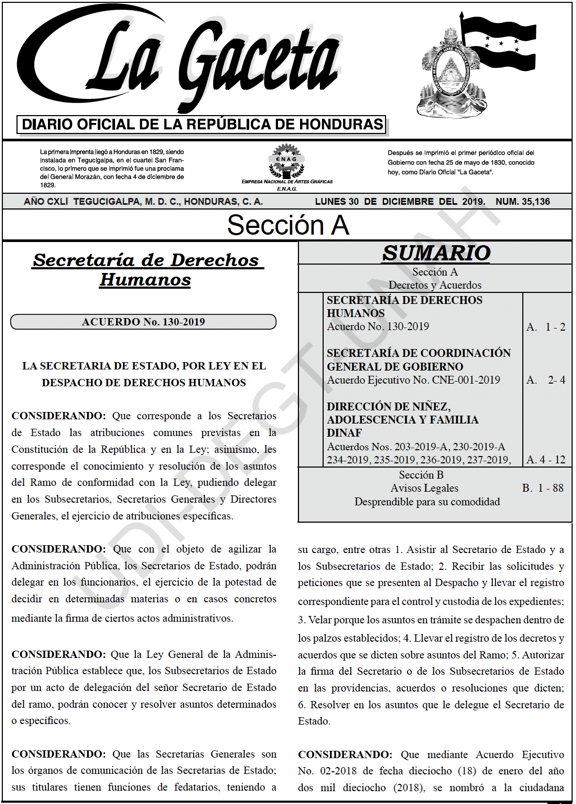 La Gaceta
DIARIO OFICIAL DE LA REPÚBLICA DE HONDURAS
La primera imprenta llegó a Honduras en 1829, siendo
instalada en Tegucigalpa, en el cuartel San Fran-
cisco, lo primero que se imprimió fue una proclama
del General Morazán, con fecha 4 de diciembre de
1829.
E N A G
EMPRESA NACIONAL DE ARTES GRÁFICAS
E.N.A.G.
Después se imprimió el primer periódico oficial del
Gobierno con fecha 25 de mayo de 1830, conocido
hoy, como Diario Oficial "La Gaceta".
AÑO CXLI TEGUCIGALPA, M. D. C., HONDURAS, C. A.
LUNES 30 DE DICIEMBRE DEL 2019. NUM. 35,136
Sección A
Secretaría de Derechos
Humanos
ACUERDO No. 130-2019
LA SECRETARIA DE ESTADO, POR LEY EN EL
DESPACHO DE DERECHOS HUMANOS
CONSIDERANDO: Que corresponde a los Secretarios
de Estado las atribuciones comunes previstas en la
Constitución de la República y en la Ley; asimismo, les
corresponde el conocimiento y resolución de los asuntos
del Ramo de conformidad con la Ley, pudiendo delegar
en los Subsecretarios, Secretarios Generales y Directores
Generales, el ejercicio de atribuciones específicas.
CONSIDERANDO: Que con el objeto de agilizar la
Administración Pública, los Secretarios de Estado, podrán
delegar en los funcionarios, el ejercicio de la potestad de
decidir en determinadas materias o en casos concretos
mediante la firma de ciertos actos administrativos.
CONSIDERANDO: Que la Ley General de la Adminis-
tración Pública establece que, los Subsecretarios de Estado
por un acto de delegación del señor Secretario de Estado
del ramo, podrán conocer y resolver asuntos determinados
o específicos.
CONSIDERANDO: Que las Secretarías Generales son
los órganos de comunicación de las Secretarias de Estado;
sus titulares tienen funciones de fedatarios, teniendo a
SUMARIO
Sección A
Decretos y Acuerdos
SECRETARÍA DE DERECHOS
HUMANOS
Acuerdo No. 130-2019 A. 1 - 2
SECRETARÍA DE COORDINACIÓN
GENERAL DE GOBIERNO
Acuerdo Ejecutivo No. CNE-001-2019 A. 2- 4
DIRECCIÓN DE NIÑEZ,
ADOLESCENCIA Y FAMILIA
DINAF
Acuerdos Nos. 203-2019-A, 230-2019-A
234-2019, 235-2019, 236-2019, 237-2019, A. 4 - 12
Sección B
Avisos Legales B. 1 - 88
Desprendible para su comodidad
su cargo, entre otras 1. Asistir al Secretario de Estado y a
los Subsecretarios de Estado; 2. Recibir las solicitudes y
peticiones que se presenten al Despacho y llevar el registro
correspondiente para el control y custodia de los expedientes;
3. Velar porque los asuntos en trámite se despachen dentro de
los palzos establecidos; 4. Llevar el registro de los decretos y
acuerdos que se dicten sobre asuntos del Ramo; 5. Autorizar
la firma del Secretario o de los Subsecretarios de Estado
en las providencias, acuerdos o resoluciones que dicten;
6. Resolver en los asuntos que le delegue el Secretario de
Estado.
CONSIDERANDO: Que mediante Acuerdo Ejecutivo
No. 02-2018 de fecha dieciocho (18) de enero del año
dos mil dieciocho (2018), se nombró a la ciudadana
UDI-DEGT-UNAH